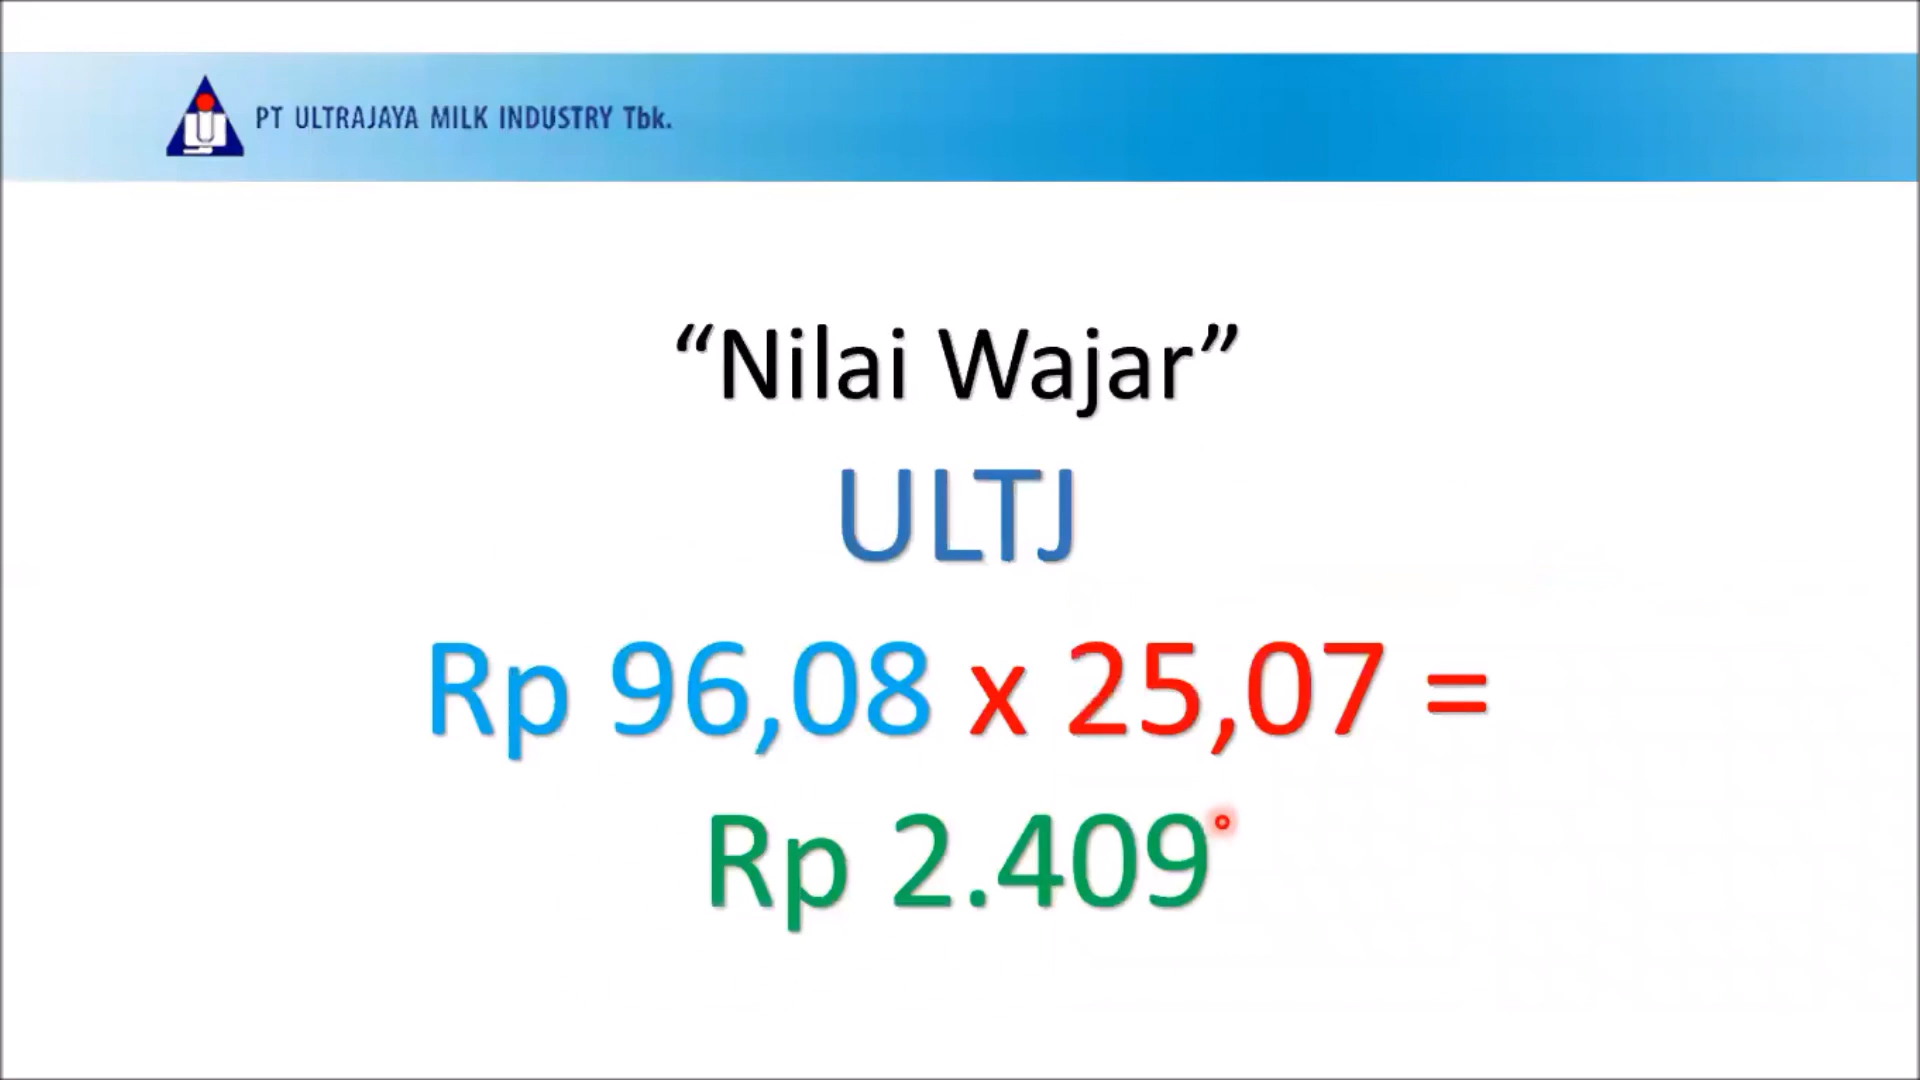 PT ULTRAJAYA MILK INDUSTRY Tbk.
“Nilai Wajar”
ULTJ
Rp 96,08 x 25,07 =
Rp 2.409